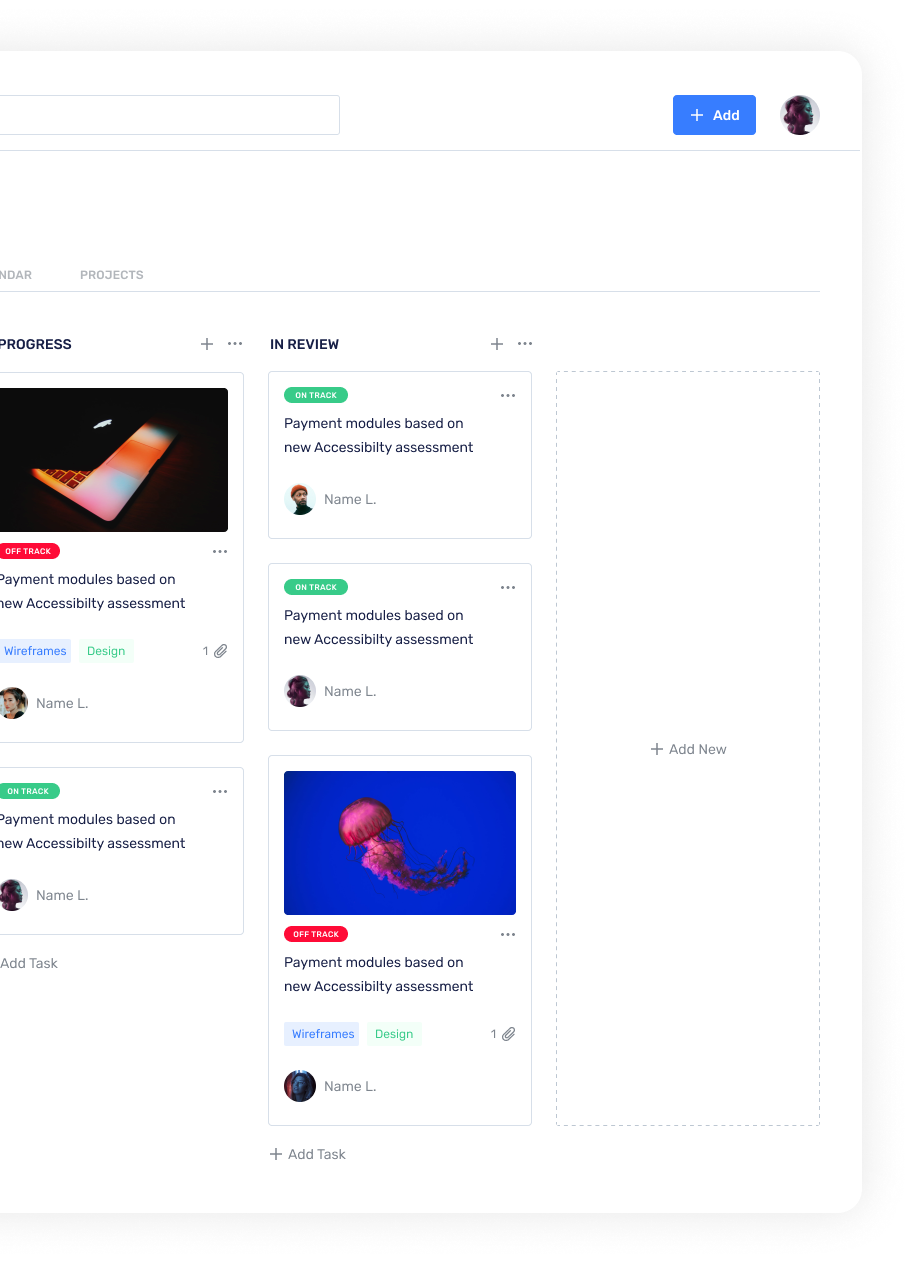 Add
NDAR
PROJECTS
PROGRESS
OFF TRACK
Payment modules based on
new Accessibilty assessment
Wireframes
Design
1
Name L.
ON TRACK
Payment modules based on
new Accessibilty assessment
Name L.
Add Task
IN REVIEW
ON TRACK
Payment modules based on
new Accessibilty assessment
Name L.
ON TRACK
Payment modules based on
new Accessibilty assessment
Name L.
OFF TRACK
Payment modules based on
new Accessibilty assessment
Wireframes
Design
1
Name L.
Add Task
Add New